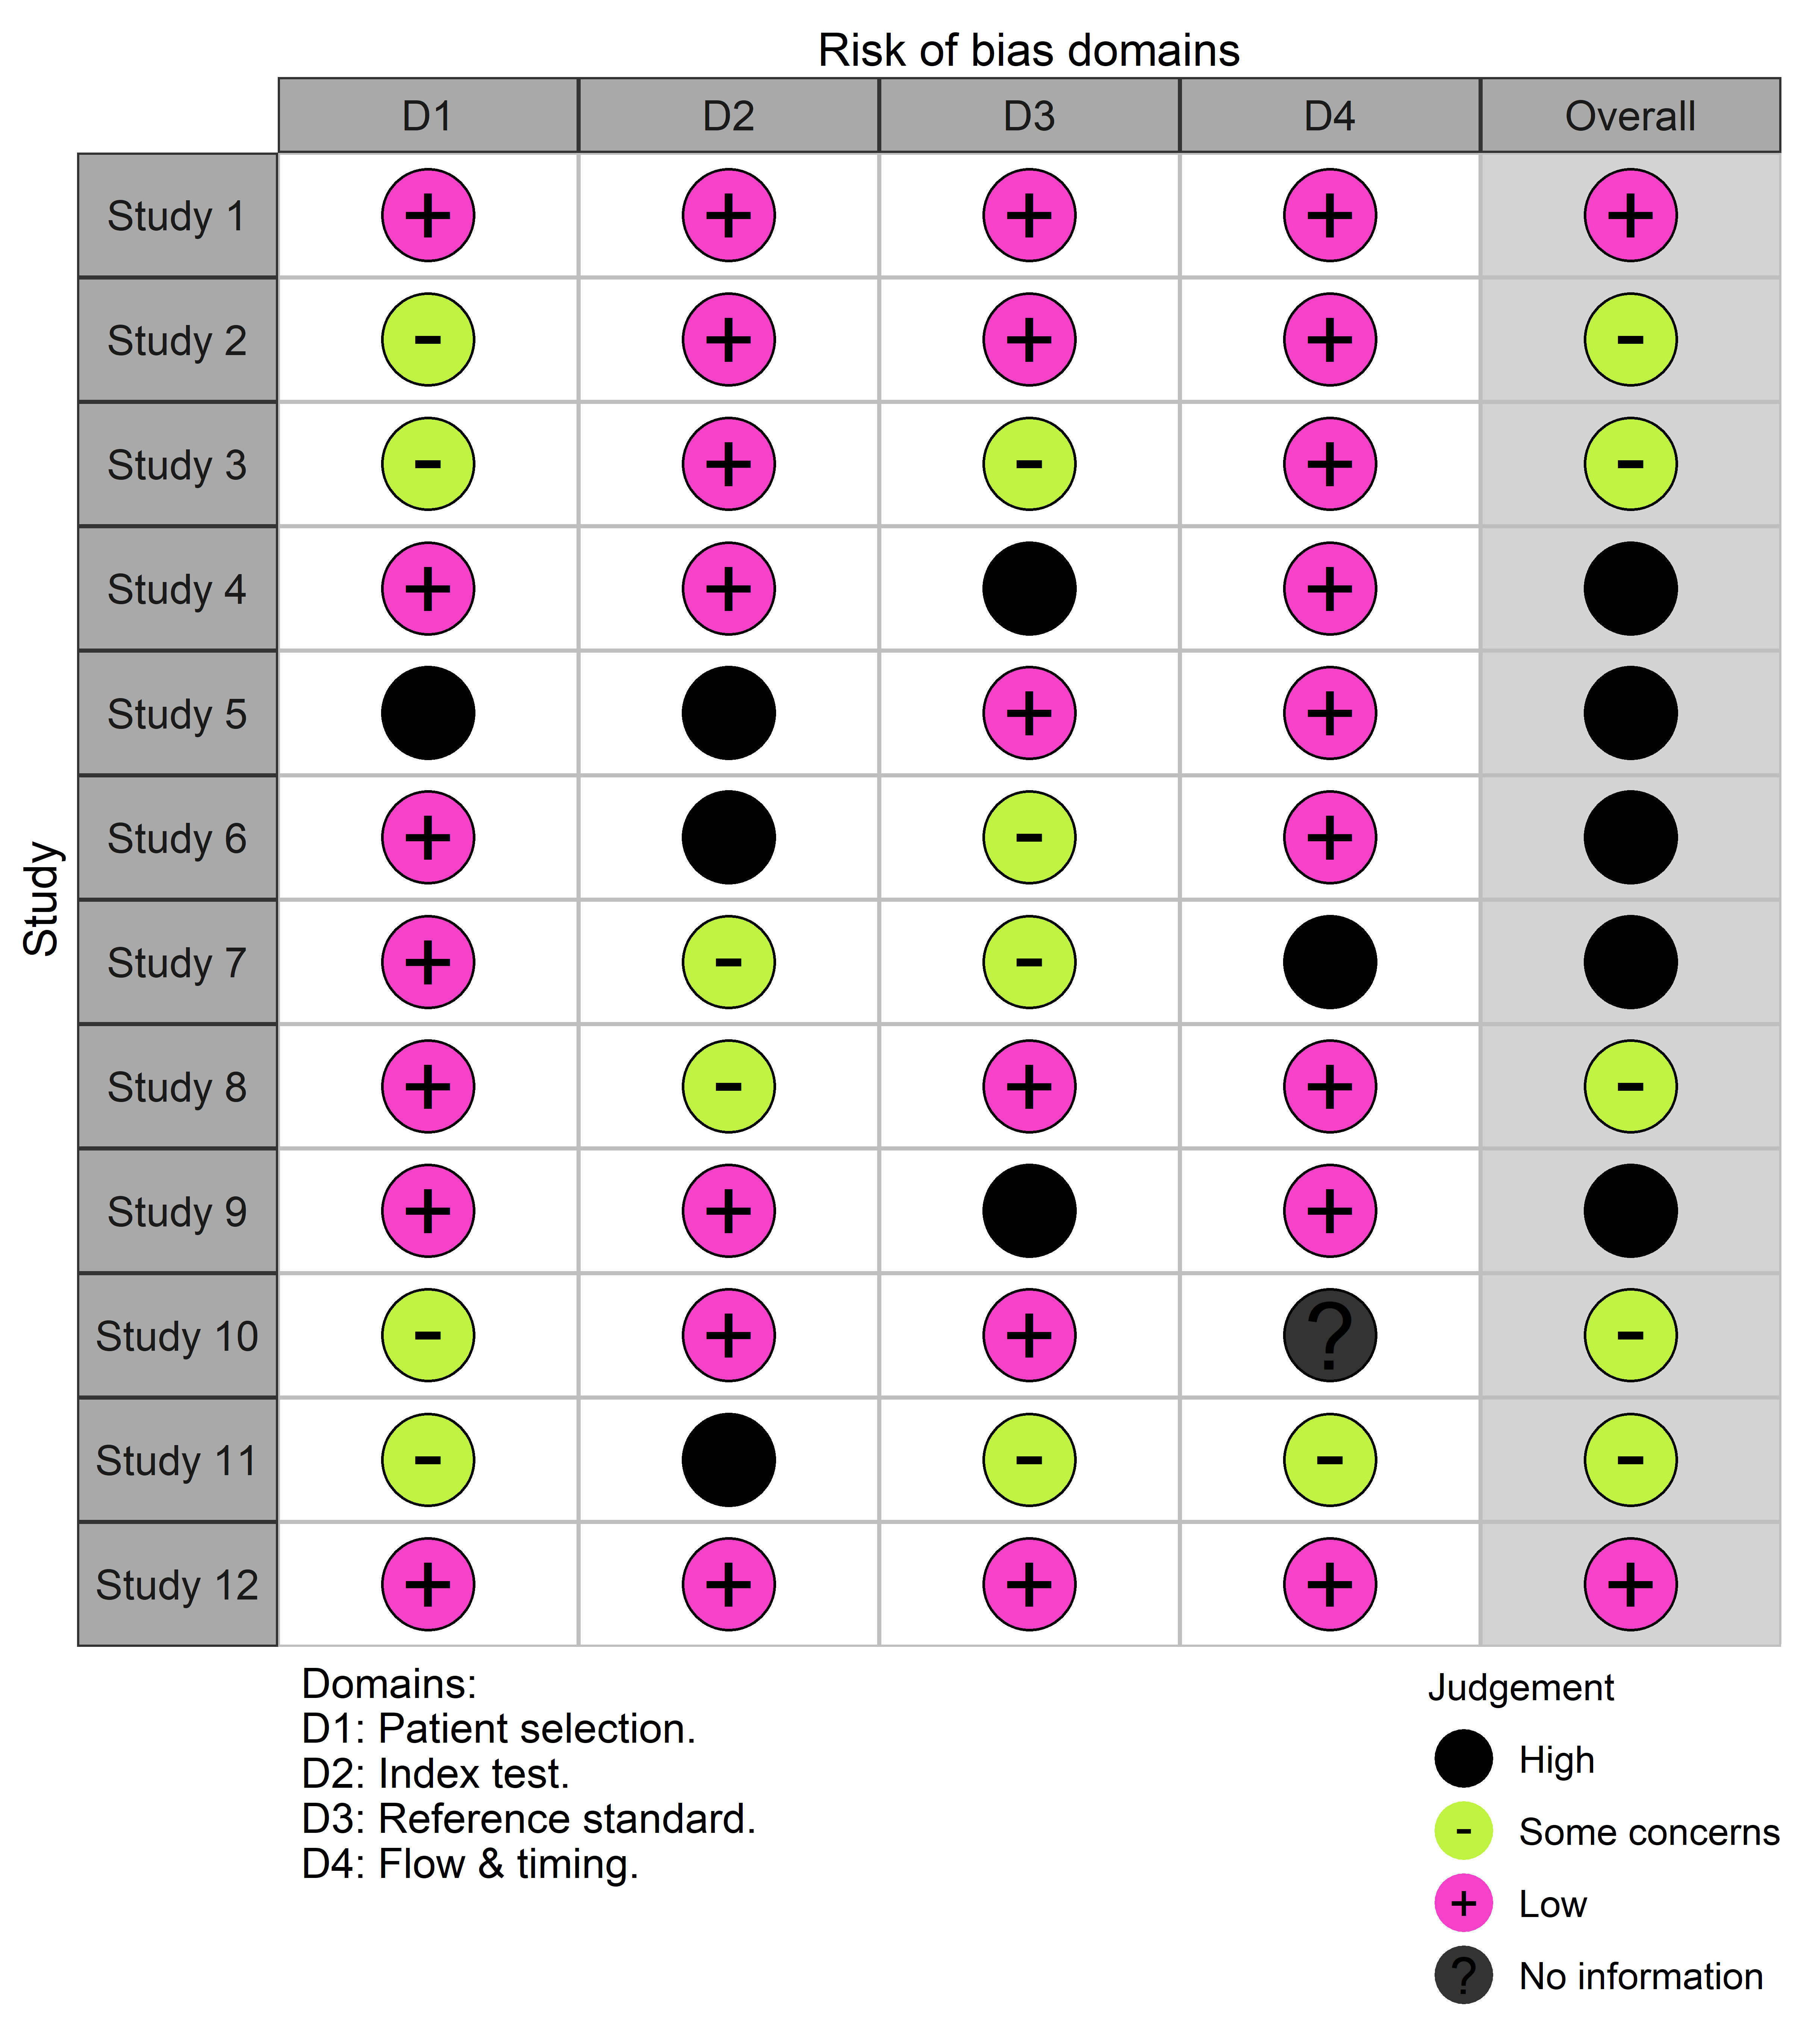 Risk of bias domains
D1 D2 D3 D4 Overall
Study
Study 1 + + + + +
Study 2 - + + + -
Study 3 - + - + -
Study 4 + + +
Study 5 + +
Study 6 + - +
Study 7 + - -
Study 8 + - + + -
Study 9 + + +
Study 10 - + + ? -
Study 11 - - - -
Study 12 + + + + +
Domains:
D1: Patient selection.
D2: Index test.
D3: Reference standard.
D4: Flow & timing.
Judgement
High
- Some concerns
+ Low
? No information